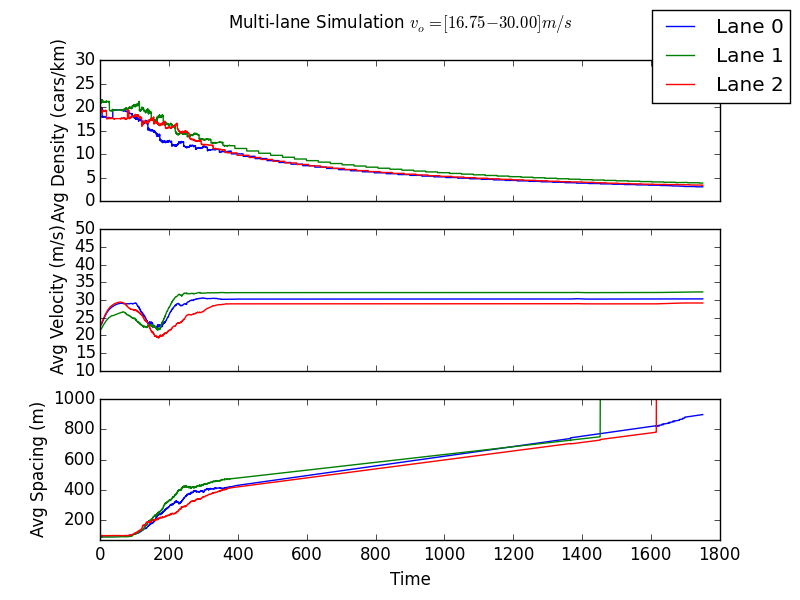 Multi-lane Simulation v_o=[16.75−30.00]m/s
Lane 0
Lane 1
Lane 2
Avg Density (cars/km)
30
25
20
15
10
5
0
Avg Velocity (m/s)
50
45
40
35
30
25
20
15
10
Avg Spacing (m)
1000
800
600
400
200
0 200 400 600 800 1000 1200 1400 1600 1800
Time